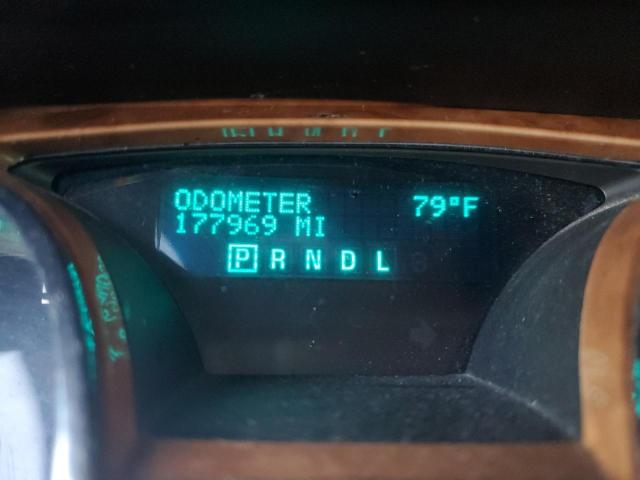 ODOMETER 79°F
177969 MI
P R N D L